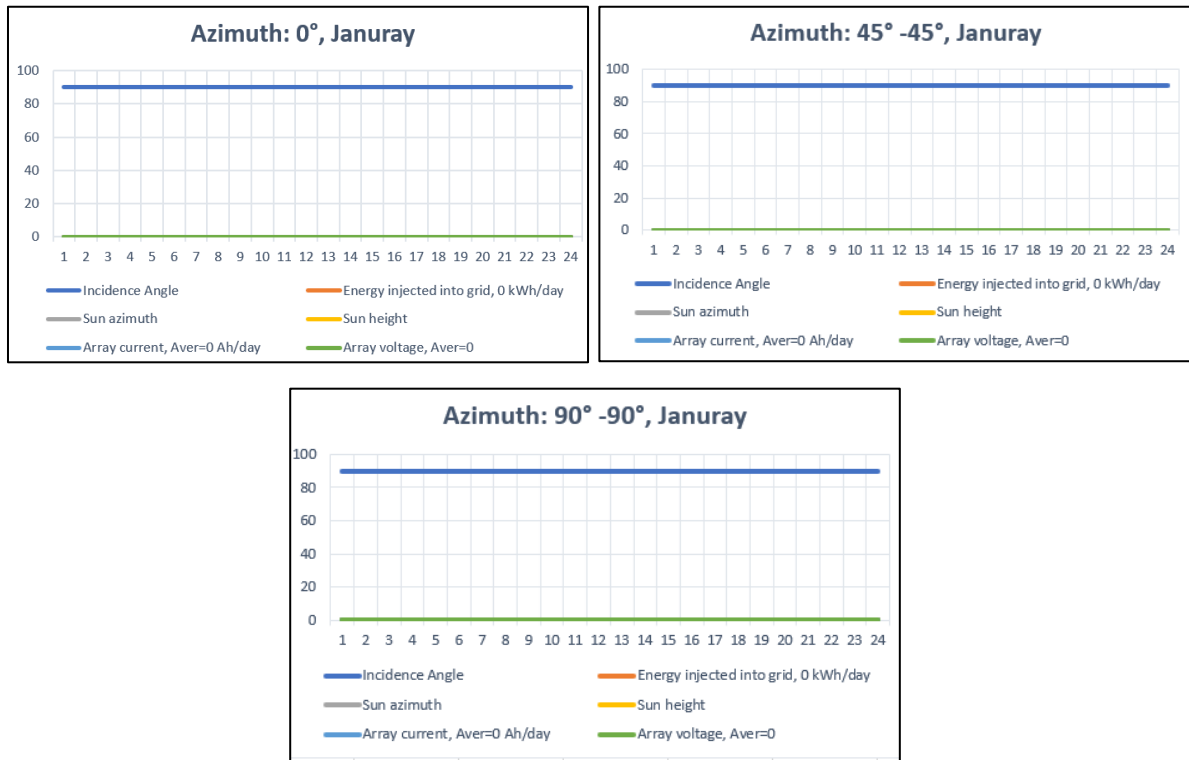 Azimuth: 0°, Januray
100
80
60
40
20
0
1 2 3 4 5 6 7 8 9 10 11 12 13 14 15 16 17 18 19 20 21 22 23 24
Incidence Angle Energy injected into grid, 0 kWh/day
Sun azimuth Sun height
Array current, Aver=0 Ah/day Array voltage, Aver=0
Azimuth: 45° -45°, Januray
100
80
60
40
20
0
1 2 3 4 5 6 7 8 9 10 11 12 13 14 15 16 17 18 19 20 21 22 23 24
Incidence Angle Energy injected into grid, 0 kWh/day
Sun azimuth Sun height
Array current, Aver=0 Ah/day Array voltage, Aver=0
Azimuth: 90° -90°, Januray
100
80
60
40
20
0
1 2 3 4 5 6 7 8 9 10 11 12 13 14 15 16 17 18 19 20 21 22 23 24
Incidence Angle Energy injected into grid, 0 kWh/day
Sun azimuth Sun height
Array current, Aver=0 Ah/day Array voltage, Aver=0